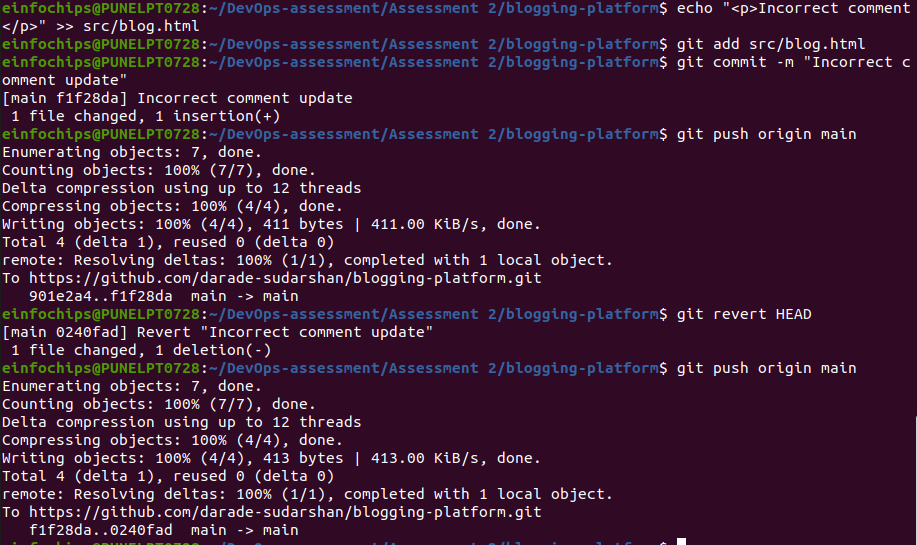 einfochips@PUNELPT0728:~/DevOps-assessment/Assessment 2/blogging-platform$ echo "<p>Incorrect comment
</p>" >> src/blog.html
einfochips@PUNELPT0728:~/DevOps-assessment/Assessment 2/blogging-platform$ git add src/blog.html
einfochips@PUNELPT0728:~/DevOps-assessment/Assessment 2/blogging-platform$ git commit -m "Incorrect c
omment update"
[main f1f28da] Incorrect comment update
 1 file changed, 1 insertion(+)
einfochips@PUNELPT0728:~/DevOps-assessment/Assessment 2/blogging-platform$ git push origin main
Enumerating objects: 7, done.
Counting objects: 100% (7/7), done.
Delta compression using up to 12 threads
Compressing objects: 100% (4/4), done.
Writing objects: 100% (4/4), 411 bytes | 411.00 KiB/s, done.
Total 4 (delta 1), reused 0 (delta 0)
remote: Resolving deltas: 100% (1/1), completed with 1 local object.
To https://github.com/darade-sudarshan/blogging-platform.git
   901e2a4..f1f28da  main -> main
einfochips@PUNELPT0728:~/DevOps-assessment/Assessment 2/blogging-platform$ git revert HEAD
[main 0240fad] Revert "Incorrect comment update"
 1 file changed, 1 deletion(-)
einfochips@PUNELPT0728:~/DevOps-assessment/Assessment 2/blogging-platform$ git push origin main
Enumerating objects: 7, done.
Counting objects: 100% (7/7), done.
Delta compression using up to 12 threads
Compressing objects: 100% (4/4), done.
Writing objects: 100% (4/4), 413 bytes | 413.00 KiB/s, done.
Total 4 (delta 1), reused 0 (delta 0)
remote: Resolving deltas: 100% (1/1), completed with 1 local object.
To https://github.com/darade-sudarshan/blogging-platform.git
   f1f28da..0240fad  main -> main
einfochips@PUNELPT0728:~/DevOps-assessment/Assessment 2/blogging-platform$